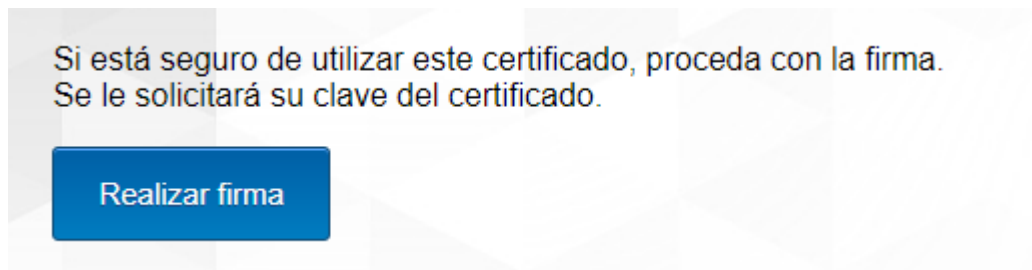 Si está seguro de utilizar este certificado, proceda con la firma.
Se le solicitará su clave del certificado.
Realizar firma